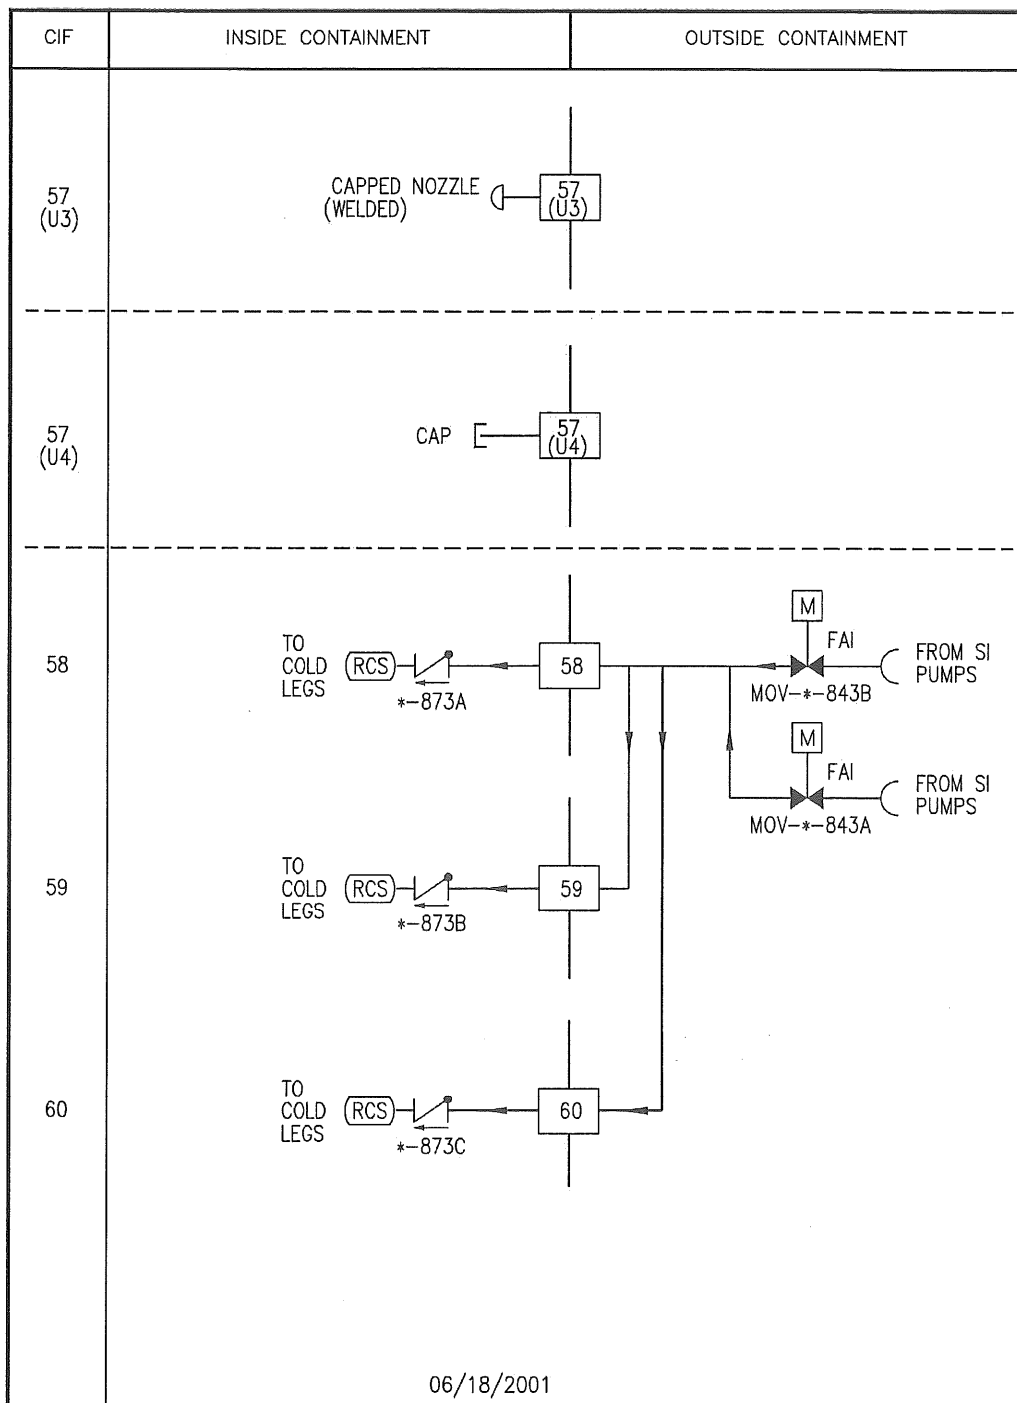 CIF
INSIDE CONTAINMENT
OUTSIDE CONTAINMENT
57
(U3)
CAPPED NOZZLE
(WELDED)
57
(U3)
57
(U4)
CAP
57
(U4)
58
TO
COLD
LEGS
RCS
*-873A
58
M
FAI
MOV-*-843B
FROM SI
PUMPS
M
FAI
MOV-*-843A
FROM SI
PUMPS
59
TO
COLD
LEGS
RCS
*-873B
59
60
TO
COLD
LEGS
RCS
*-873C
60
06/18/2001